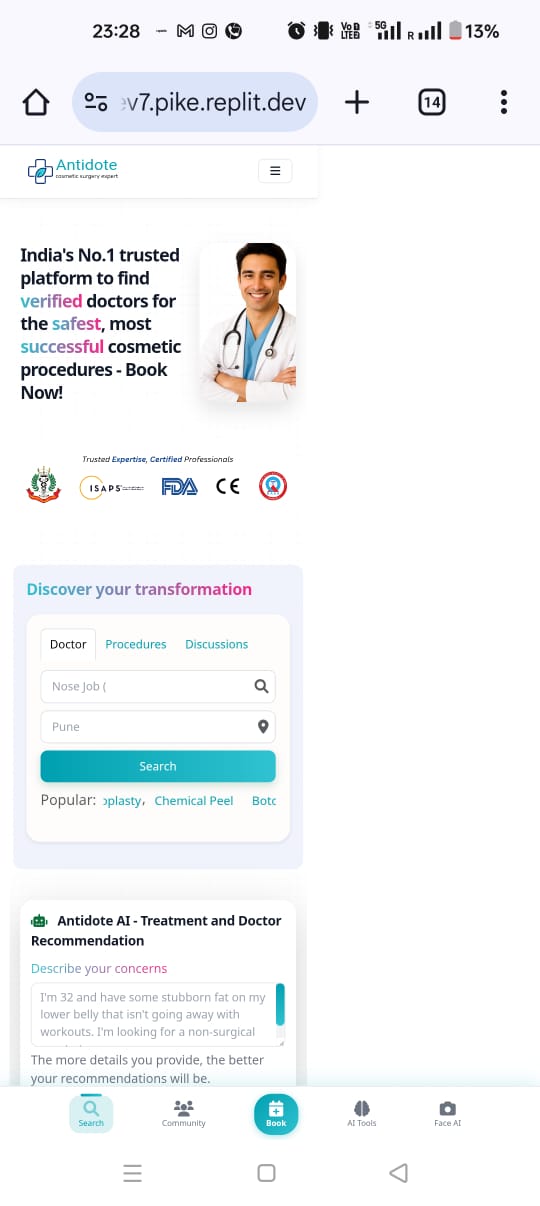 23:28
Vo D
LTE
5G
R
13%
v7.pike.replit.dev
14
Antidote
cosmetic surgery expert
India's No.1 trusted
platform to find
verified doctors for
the safest, most
successful cosmetic
procedures - Book
Now!
Trusted Expertise, Certified Professionals
ISAPS
FDA
CE
Discover your transformation
Doctor
Procedures
Discussions
Nose Job (
Pune
Search
Popular: oplasty, Chemical Peel Botc
Antidote AI - Treatment and Doctor
Recommendation
Describe your concerns
I'm 32 and have some stubborn fat on my
lower belly that isn't going away with
workouts. I'm looking for a non-surgical
The more details you provide, the better
your recommendations will be.
Search
Community
Book
AI Tools
Face AI